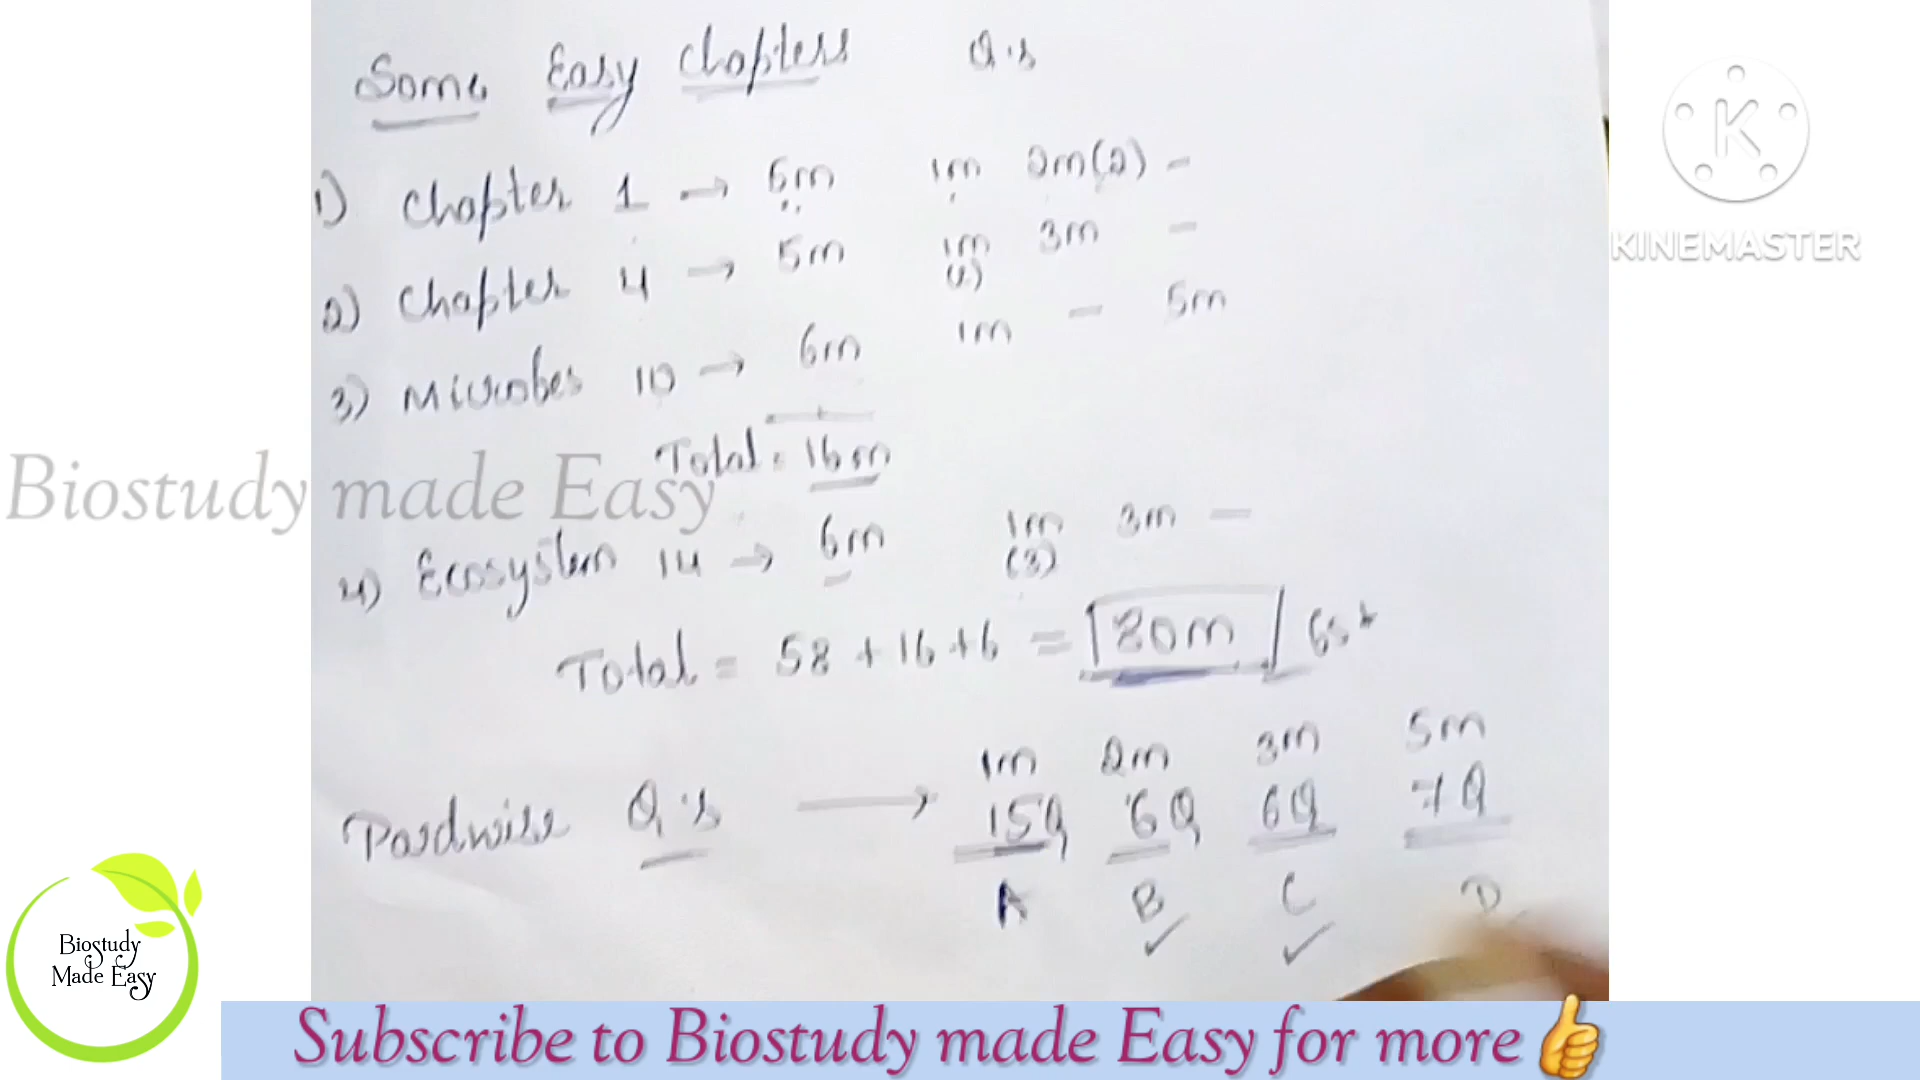 Some Easy Chapters Q.s
1) Chapter 1 → 5m 1m 2m(2) -
2) Chapter 4 → 5m 1m (2) 3m -
3) Microbes 10 → 6m 1m - 5m
Total = 16m
4) Ecosystem 14 → 6m 1m (3) 3m -
Total = 58 + 16 + 6 = 80m
1m 2m 3m 5m
Partwise Q.s → 15Q 6Q 6Q 7Q
A B C D
KINEMASTER
Biostudy made Easy
Biostudy
Made Easy
Subscribe to Biostudy made Easy for more